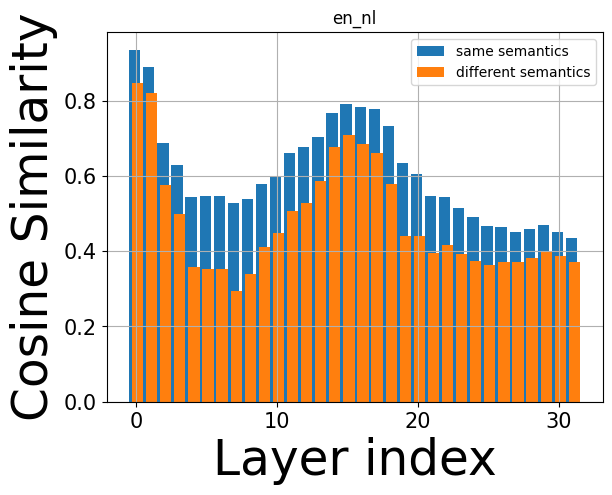 en_nl
same semantics
different semantics
Cosine Similarity
0.8
0.6
0.4
0.2
0.0
0 10 20 30
Layer index